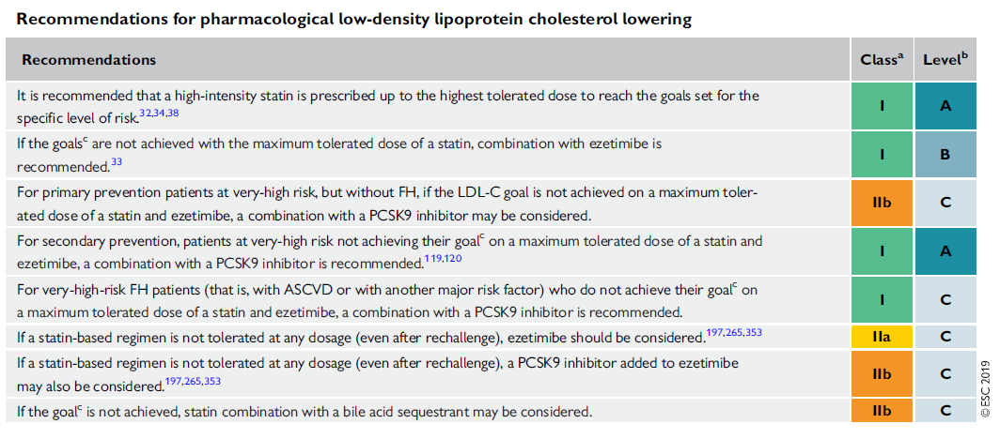 Recommendations for pharmacological low-density lipoprotein cholesterol lowering
Recommendations Classᵃ Levelᵇ
It is recommended that a high-intensity statin is prescribed up to the highest tolerated dose to reach the goals set for the
specific level of risk.32,34,38
I A
If the goalsᶜ are not achieved with the maximum tolerated dose of a statin, combination with ezetimibe is
recommended.33
I B
For primary prevention patients at very-high risk, but without FH, if the LDL-C goal is not achieved on a maximum toler-
ated dose of a statin and ezetimibe, a combination with a PCSK9 inhibitor may be considered.
IIb C
For secondary prevention, patients at very-high risk not achieving their goalᶜ on a maximum tolerated dose of a statin and
ezetimibe, a combination with a PCSK9 inhibitor is recommended.119,120
I A
For very-high-risk FH patients (that is, with ASCVD or with another major risk factor) who do not achieve their goalᶜ on
a maximum tolerated dose of a statin and ezetimibe, a combination with a PCSK9 inhibitor is recommended.
I C
If a statin-based regimen is not tolerated at any dosage (even after rechallenge), ezetimibe should be considered.197,265,353
IIa C
If a statin-based regimen is not tolerated at any dosage (even after rechallenge), a PCSK9 inhibitor added to ezetimibe
may also be considered.197,265,353
IIb C
If the goalᶜ is not achieved, statin combination with a bile acid sequestrant may be considered.
IIb C
© ESC 2019